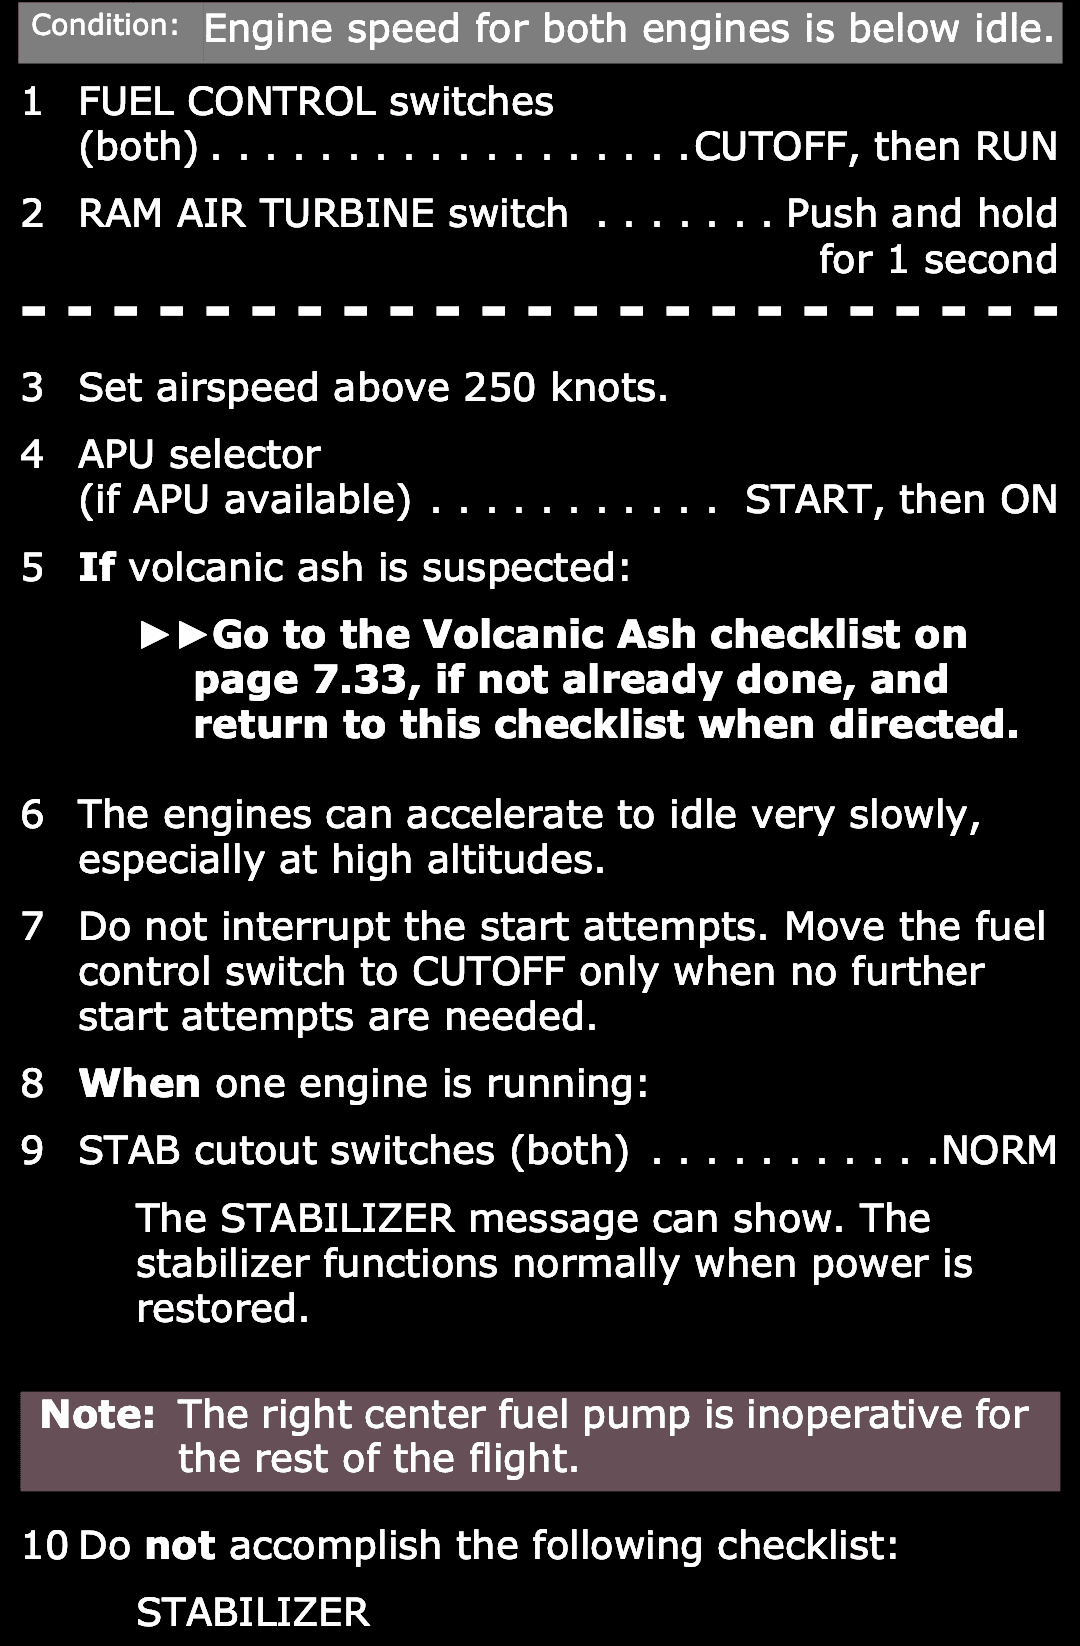 Condition: Engine speed for both engines is below idle.
1 FUEL CONTROL switches
(both) . . . . . . . . . . . . . . . . . . CUTOFF, then RUN
2 RAM AIR TURBINE switch . . . . . . . Push and hold
for 1 second
3 Set airspeed above 250 knots.
4 APU selector
(if APU available) . . . . . . . . . . . START, then ON
5 If volcanic ash is suspected:
►►Go to the Volcanic Ash checklist on
page 7.33, if not already done, and
return to this checklist when directed.
6 The engines can accelerate to idle very slowly,
especially at high altitudes.
7 Do not interrupt the start attempts. Move the fuel
control switch to CUTOFF only when no further
start attempts are needed.
8 When one engine is running:
9 STAB cutout switches (both) . . . . . . . . . . . NORM
The STABILIZER message can show. The
stabilizer functions normally when power is
restored.
Note: The right center fuel pump is inoperative for
the rest of the flight.
10 Do not accomplish the following checklist:
STABILIZER